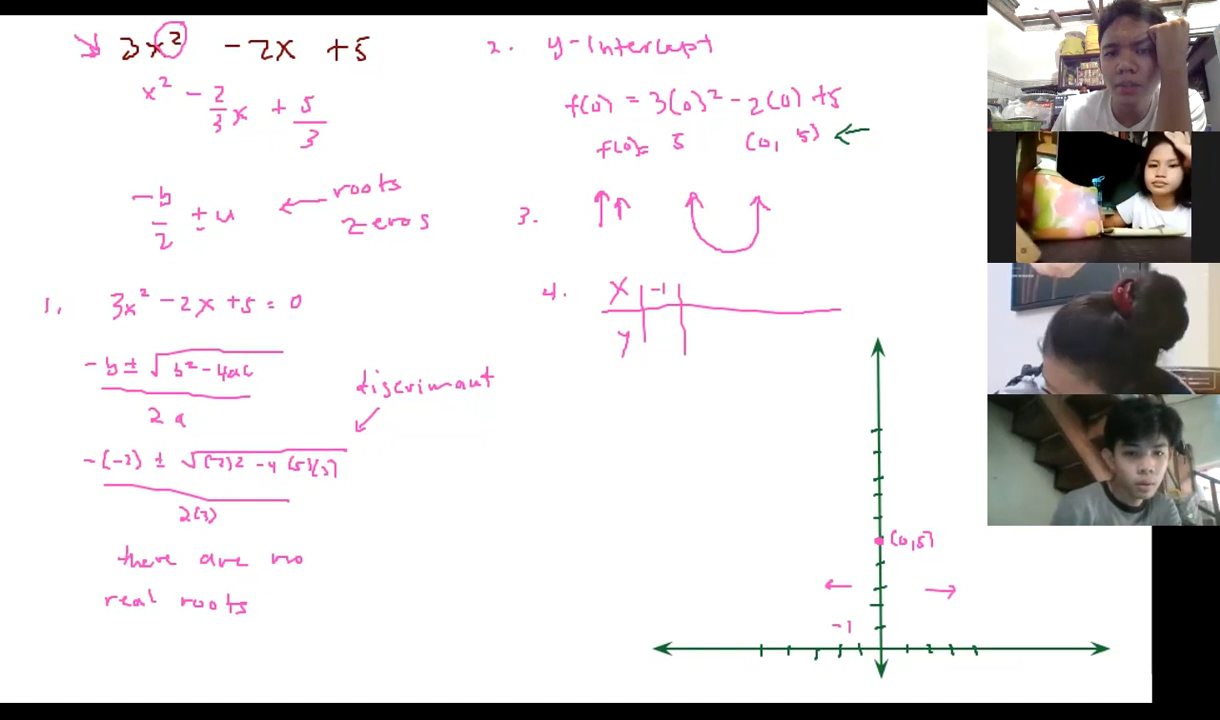 3x² - 2x + 5
x² - 2/3 x + 5/3
-b/2 ± u ← roots
zeros
1. 3x² - 2x + 5 = 0
-b ± √b² - 4ac
2a
discrimant
-(-2) ± √(-2)2 - 4(5)(3)
2(3)
there are no
real roots
2. y-Intercept
f(0) = 3(0)² - 2(0) + 5
f(0) = 5 (0, 5) ←
3. ↑↑
4. X | -1 |
y
(0,5)
← →
-1